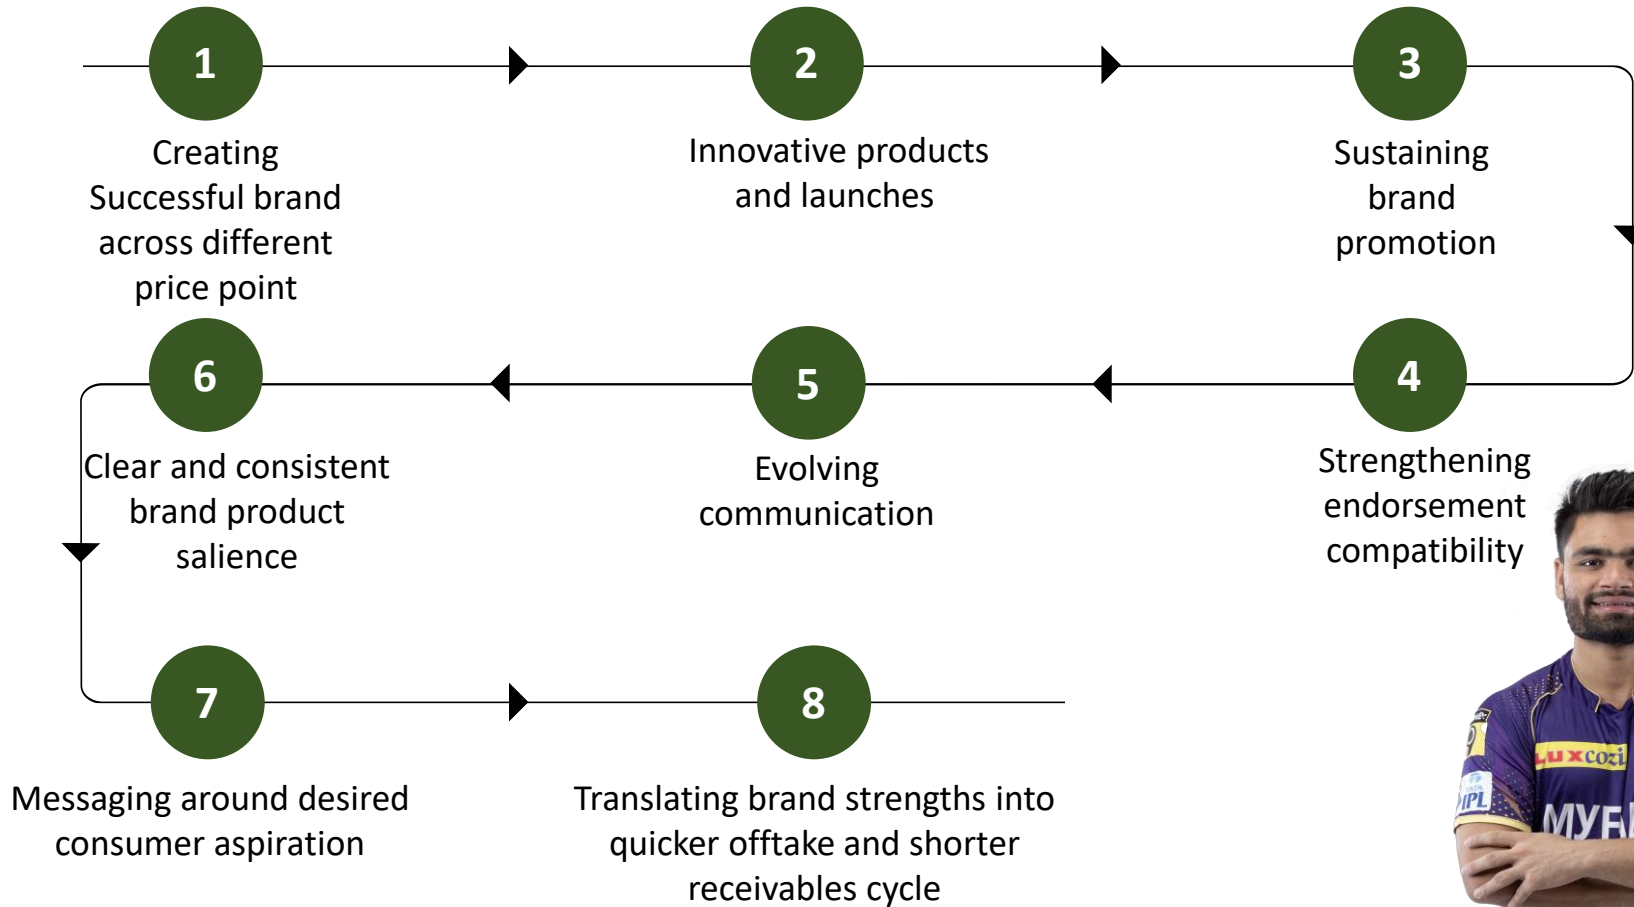 1
Creating
Successful brand
across different
price point
2
Innovative products
and launches
3
Sustaining
brand
promotion
4
Strengthening
endorsement
compatibility
5
Evolving
communication
6
Clear and consistent
brand product
salience
7
Messaging around desired
consumer aspiration
8
Translating brand strengths into
quicker offtake and shorter
receivables cycle
LUXcozi
TATA
IPL